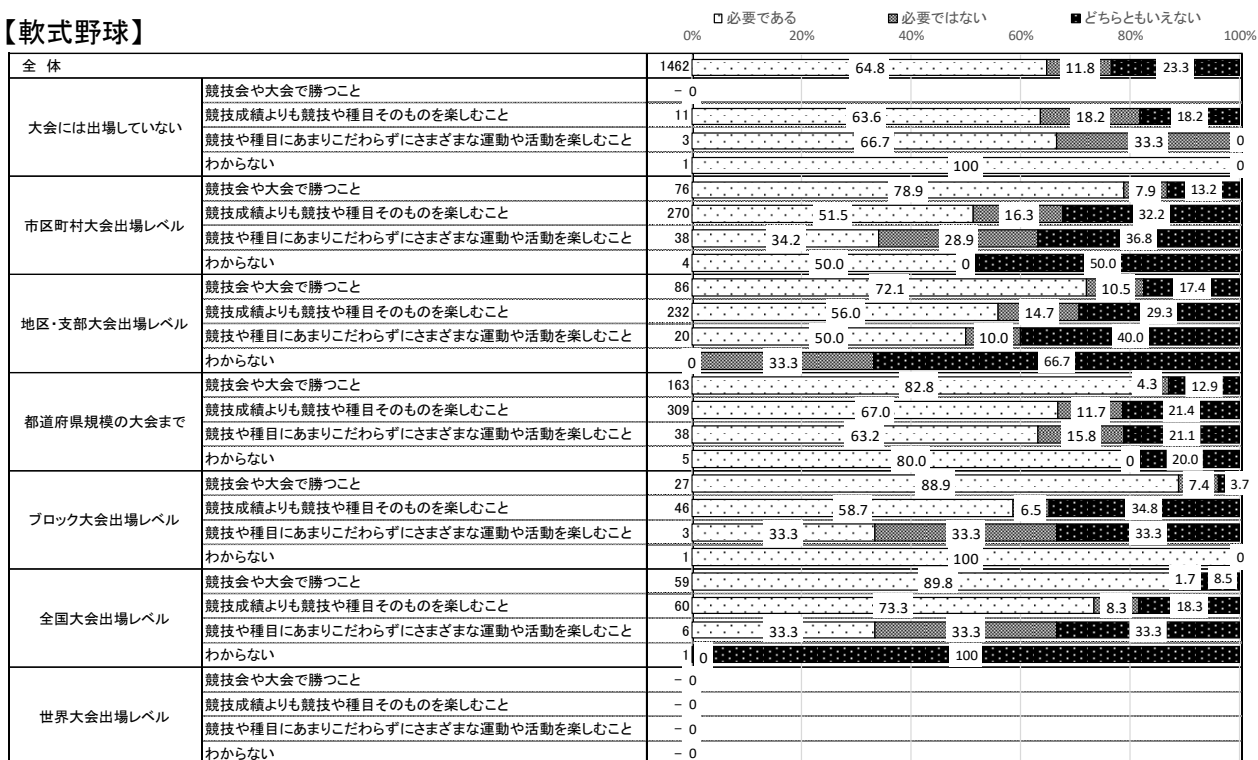 □必要である ■必要ではない ■どちらともいえない
【軟式野球】
0% 20% 40% 60% 80% 100%
全 体 1462 64.8 11.8 23.3
大会には出場していない
競技会や大会で勝つこと － 0
競技成績よりも競技や種目そのものを楽しむこと 11 63.6 18.2 18.2
競技や種目にあまりこだわらずにさまざまな運動や活動を楽しむこと 3 66.7 33.3 0
わからない 1 100 0
市区町村大会出場レベル
競技会や大会で勝つこと 76 78.9 7.9 13.2
競技成績よりも競技や種目そのものを楽しむこと 270 51.5 16.3 32.2
競技や種目にあまりこだわらずにさまざまな運動や活動を楽しむこと 38 34.2 28.9 36.8
わからない 4 50.0 0 50.0
地区・支部大会出場レベル
競技会や大会で勝つこと 86 72.1 10.5 17.4
競技成績よりも競技や種目そのものを楽しむこと 232 56.0 14.7 29.3
競技や種目にあまりこだわらずにさまざまな運動や活動を楽しむこと 20 50.0 10.0 40.0
わからない 0 33.3 66.7
都道府県規模の大会まで
競技会や大会で勝つこと 163 82.8 4.3 12.9
競技成績よりも競技や種目そのものを楽しむこと 309 67.0 11.7 21.4
競技や種目にあまりこだわらずにさまざまな運動や活動を楽しむこと 38 63.2 15.8 21.1
わからない 5 80.0 0 20.0
ブロック大会出場レベル
競技会や大会で勝つこと 27 88.9 7.4 3.7
競技成績よりも競技や種目そのものを楽しむこと 46 58.7 6.5 34.8
競技や種目にあまりこだわらずにさまざまな運動や活動を楽しむこと 3 33.3 33.3 33.3
わからない 1 100 0
全国大会出場レベル
競技会や大会で勝つこと 59 89.8 1.7 8.5
競技成績よりも競技や種目そのものを楽しむこと 60 73.3 8.3 18.3
競技や種目にあまりこだわらずにさまざまな運動や活動を楽しむこと 6 33.3 33.3 33.3
わからない 1 0 100
世界大会出場レベル
競技会や大会で勝つこと － 0
競技成績よりも競技や種目そのものを楽しむこと － 0
競技や種目にあまりこだわらずにさまざまな運動や活動を楽しむこと － 0
わからない － 0